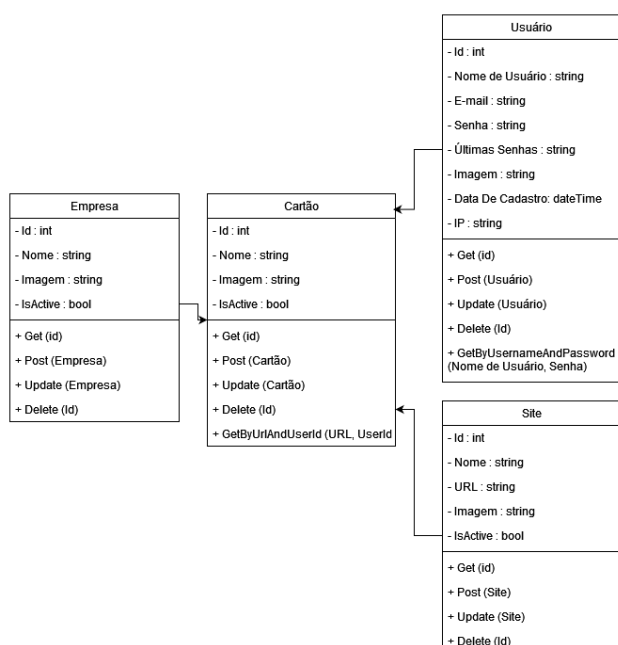 Usuário
- Id : int
- Nome de Usuário : string
- E-mail : string
- Senha : string
- Últimas Senhas : string
- Imagem : string
- Data De Cadastro: dateTime
- IP : string
+ Get (id)
+ Post (Usuário)
+ Update (Usuário)
+ Delete (Id)
+ GetByUsernameAndPassword
(Nome de Usuário, Senha)
Empresa
- Id : int
- Nome : string
- Imagem : string
- IsActive : bool
+ Get (id)
+ Post (Empresa)
+ Update (Empresa)
+ Delete (Id)
Cartão
- Id : int
- Nome : string
- Imagem : string
- IsActive : bool
+ Get (id)
+ Post (Cartão)
+ Update (Cartão)
+ Delete (Id)
+ GetByUrlAndUserId (URL, UserId
Site
- Id : int
- Nome : string
- URL : string
- Imagem : string
- IsActive : bool
+ Get (id)
+ Post (Site)
+ Update (Site)
+ Delete (Id)